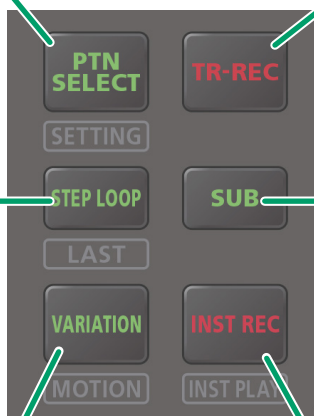 PTN
SELECT
TR-REC
SETTING
STEP LOOP
SUB
LAST
VARIATION
INST REC
MOTION
INST PLAY